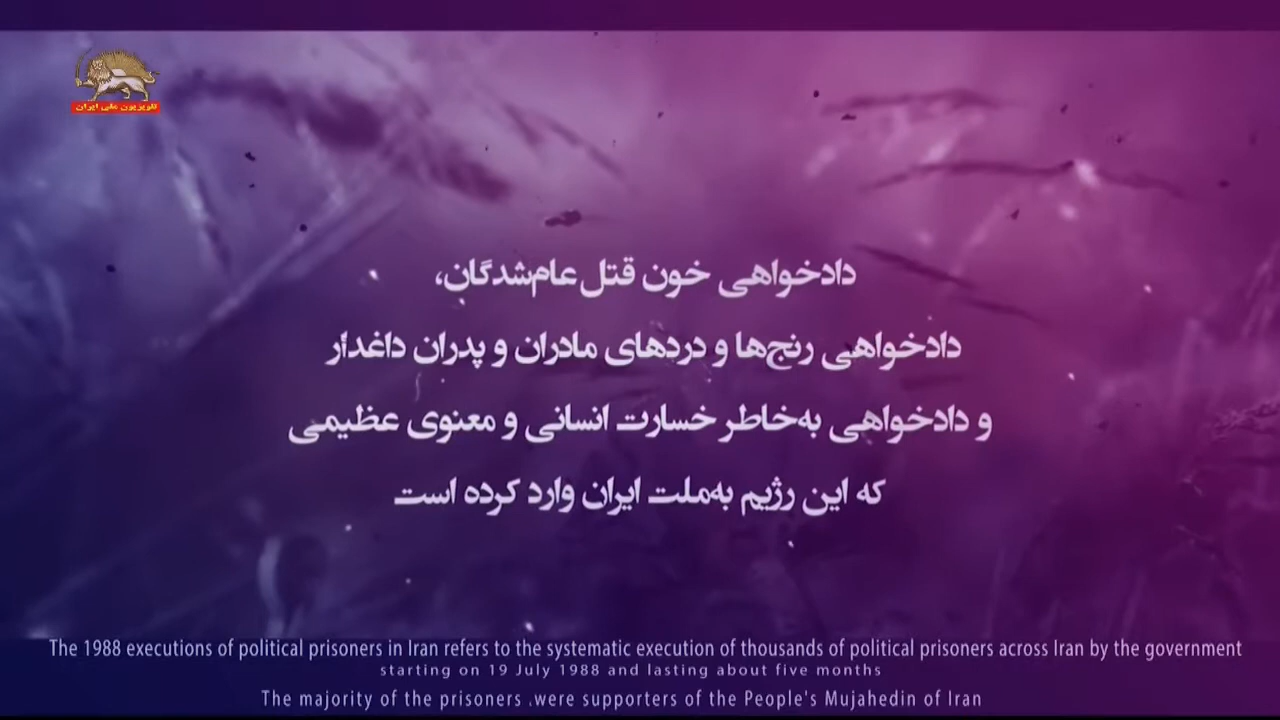 تلویزیون ملی ایران
دادخواهی خون قتل‌عام‌شدگان،
دادخواهی رنج‌ها و دردهای مادران و پدران داغدار
و دادخواهی به‌خاطر خسارت انسانی و معنوی عظیمی
که این رژیم به‌ملت ایران وارد کرده است
The 1988 executions of political prisoners in Iran refers to the systematic execution of thousands of political prisoners across Iran by the government
starting on 19 July 1988 and lasting about five months
The majority of the prisoners .were supporters of the People's Mujahedin of Iran